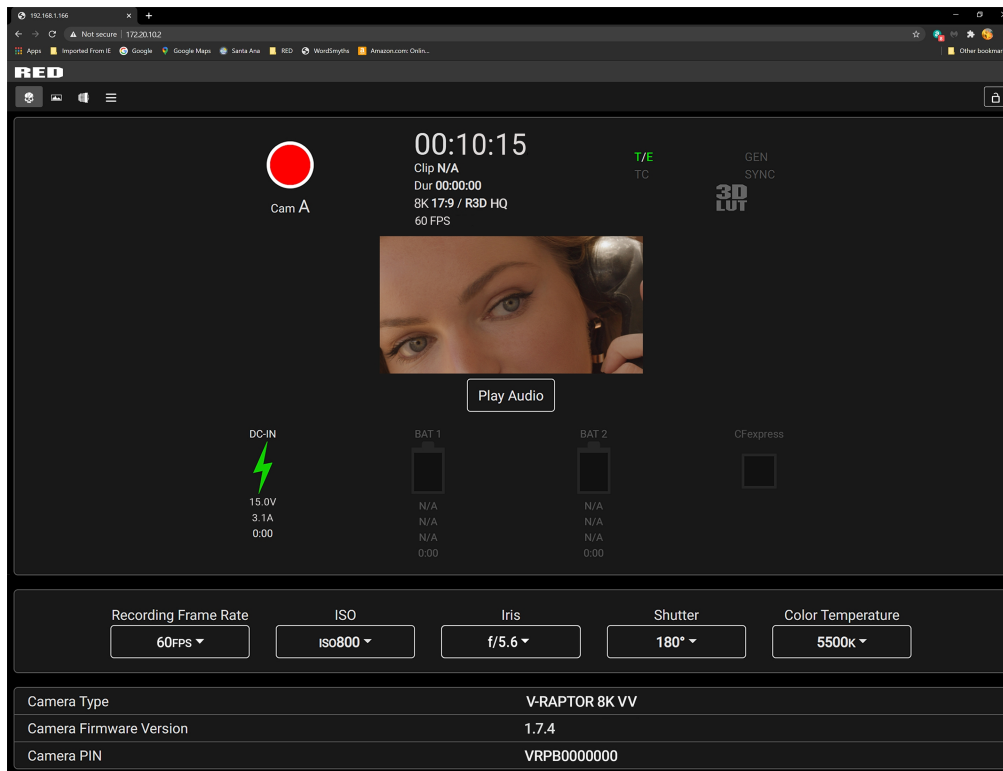 192.168.1.166
Not secure | 172.20.10.2
Apps Imported From IE Google Google Maps Santa Ana RED WordSmyths Amazon.com: Onlin... Other bookmar
RED
00:10:15
Clip N/A
Dur 00:00:00
8K 17:9 / R3D HQ
60 FPS
Cam A
T/E GEN
TC SYNC
3D
LUT
Play Audio
DC-IN BAT 1 BAT 2 CFexpress
15.0V N/A N/A
3.1A N/A N/A
0:00 N/A N/A
0:00 0:00
Recording Frame Rate ISO Iris Shutter Color Temperature
60FPS ISO800 f/5.6 180° 5500K
Camera Type V-RAPTOR 8K VV
Camera Firmware Version 1.7.4
Camera PIN VRPB0000000